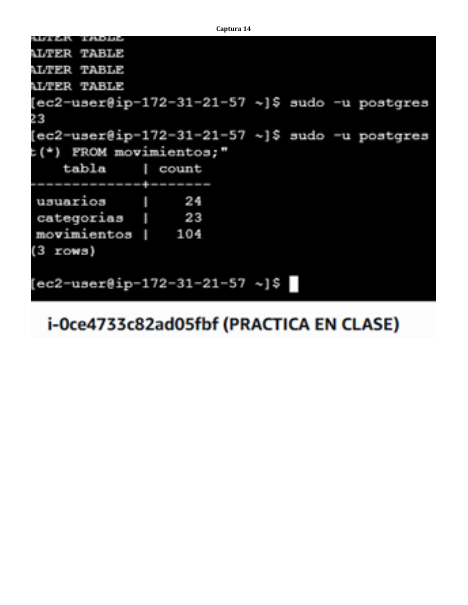 Captura 14
ALTER TABLE
ALTER TABLE
ALTER TABLE
ALTER TABLE
[ec2-user@ip-172-31-21-57 ~]$ sudo -u postgres
23
[ec2-user@ip-172-31-21-57 ~]$ sudo -u postgres
t(*) FROM movimientos;"
tabla | count
-------------+-------
usuarios | 24
categorias | 23
movimientos | 104
(3 rows)
[ec2-user@ip-172-31-21-57 ~]$
i-0ce4733c82ad05fbf (PRACTICA EN CLASE)